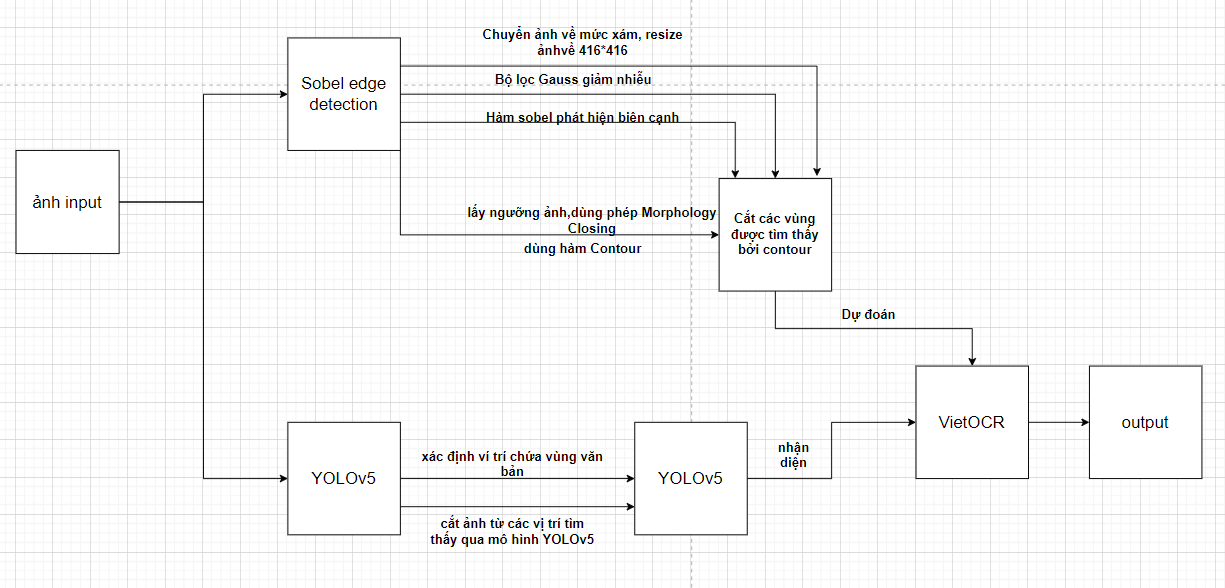 Chuyển ảnh về mức xám, resize
ảnhvề 416*416
Sobel edge
detection
Bộ lọc Gauss giảm nhiễu
Hàm sobel phát hiện biên cạnh
ảnh input
lấy ngưỡng ảnh,dùng phép Morphology
Closing
dùng hàm Contour
Cắt các vùng
được tìm thấy
bởi contour
Dự đoán
VietOCR
output
YOLOv5
xác định ví trí chứa vùng văn
bản
cắt ảnh từ các vị trí tìm
thấy qua mô hình YOLOv5
YOLOv5
nhận
diện